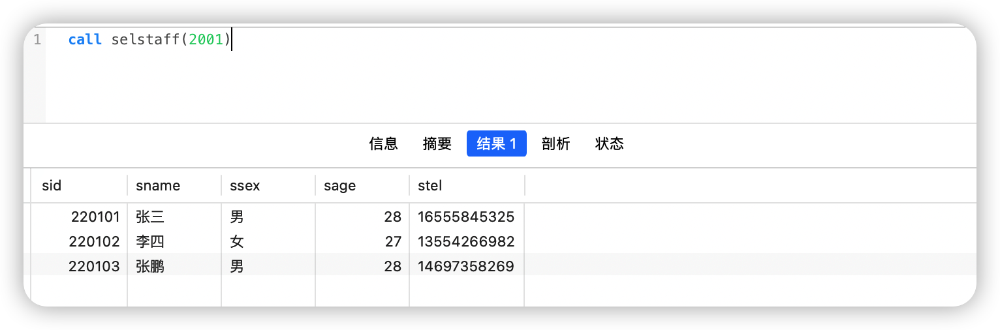 1 call selstaff(2001)
信息 摘要 结果 1 剖析 状态
sid sname ssex sage stel
220101 张三 男 28 16555845325
220102 李四 女 27 13554266982
220103 张鹏 男 28 14697358269